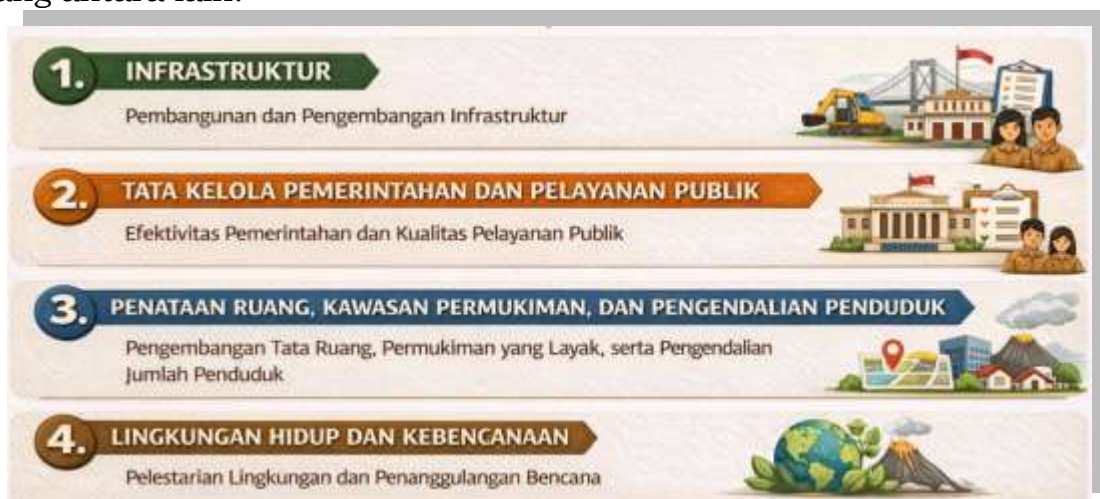 antara lain:
1. INFRASTRUKTUR
Pembangunan dan Pengembangan Infrastruktur
2. TATA KELOLA PEMERINTAHAN DAN PELAYANAN PUBLIK
Efektivitas Pemerintahan dan Kualitas Pelayanan Publik
3. PENATAAN RUANG, KAWASAN PERMUKIMAN, DAN PENGENDALIAN PENDUDUK
Pengembangan Tata Ruang, Permukiman yang Layak, serta Pengendalian
Jumlah Penduduk
4. LINGKUNGAN HIDUP DAN KEBENCANAAN
Pelestarian Lingkungan dan Penanggulangan Bencana